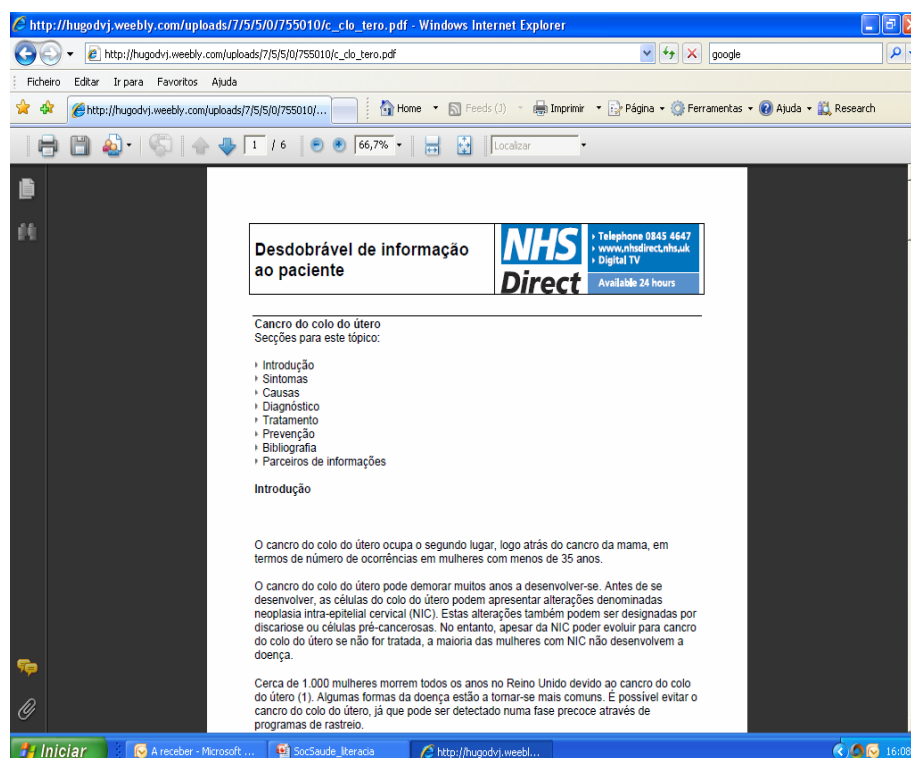 http://hugodvj.weebly.com/uploads/7/5/5/0/755010/c_clo_tero.pdf - Windows Internet Explorer
http://hugodvj.weebly.com/uploads/7/5/5/0/755010/c_clo_tero.pdf
google
Ficheiro Editar Ir para Favoritos Ajuda
http://hugodvj.weebly.com/uploads/7/5/5/0/755010/... Home Feeds (3) Imprimir Página Ferramentas Ajuda Research
1 / 6 66,7% Localizar
Desdobrável de informação
ao paciente
NHS
Direct
Telephone 0845 4647
www.nhsdirect.nhs.uk
Digital TV
Available 24 hours
Cancro do colo do útero
Secções para este tópico:
Introdução
Sintomas
Causas
Diagnóstico
Tratamento
Prevenção
Bibliografia
Parceiros de informações
Introdução
O cancro do colo do útero ocupa o segundo lugar, logo atrás do cancro da mama, em
termos de número de ocorrências em mulheres com menos de 35 anos.
O cancro do colo do útero pode demorar muitos anos a desenvolver-se. Antes de se
desenvolver, as células do colo do útero podem apresentar alterações denominadas
neoplasia intra-epitelial cervical (NIC). Estas alterações também podem ser designadas por
discariose ou células pré-cancerosas. No entanto, apesar da NIC poder evoluir para cancro
do colo do útero se não for tratada, a maioria das mulheres com NIC não desenvolvem a
doença.
Cerca de 1.000 mulheres morrem todos os anos no Reino Unido devido ao cancro do colo
do útero (1). Algumas formas da doença estão a tornar-se mais comuns. É possível evitar o
cancro do colo do útero, já que pode ser detectado numa fase precoce através de
programas de rastreio.
Iniciar A receber - Microsoft ... SocSaude_literacia http://hugodvj.weebl... 16:08